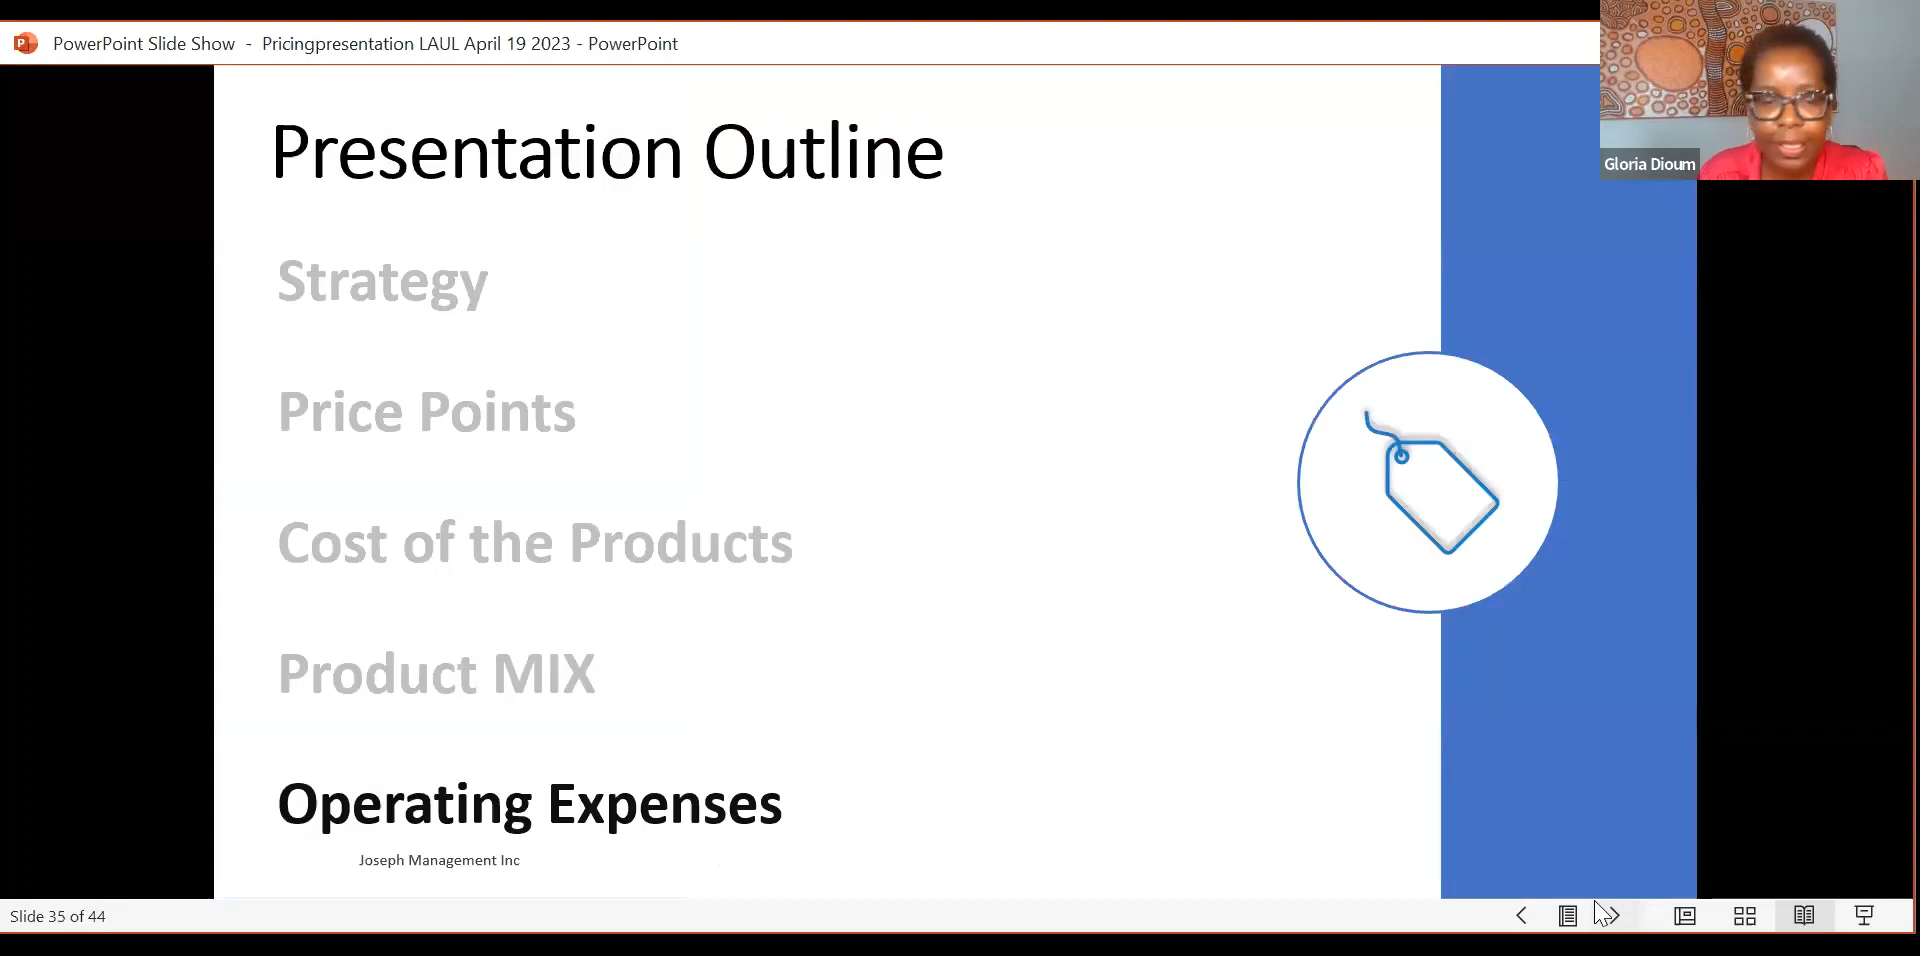 PowerPoint Slide Show - Pricingpresentation LAUL April 19 2023 - PowerPoint
Gloria Dioum
Presentation Outline
Strategy
Price Points
Cost of the Products
Product MIX
Operating Expenses
Joseph Management Inc
Slide 35 of 44